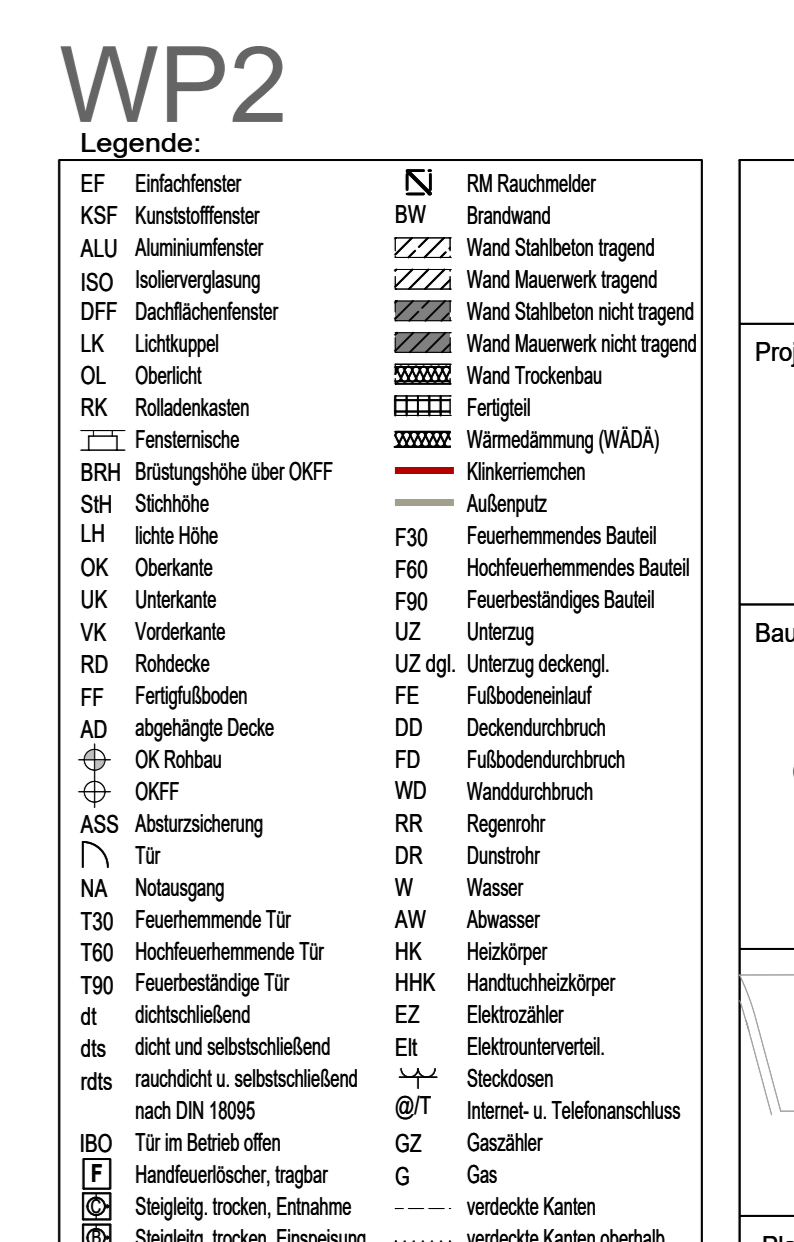 WP2
Legende:
EF Einfachfenster
KSF Kunststofffenster
ALU Aluminiumfenster
ISO Isolierverglasung
DFF Dachflächenfenster
LK Lichtkuppel
OL Oberlicht
RK Rolladenkasten
Fensternische
BRH Brüstungshöhe über OKFF
StH Stichhöhe
LH lichte Höhe
OK Oberkante
UK Unterkante
VK Vorderkante
RD Rohdecke
FF Fertigfußboden
AD abgehängte Decke
OK Rohbau
OKFF
ASS Absturzsicherung
Tür
NA Notausgang
T30 Feuerhemmende Tür
T60 Hochfeuerhemmende Tür
T90 Feuerbeständige Tür
dt dichtschließend
dts dicht und selbstschließend
rdts rauchdicht u. selbstschließend
nach DIN 18095
IBO Tür im Betrieb offen
F Handfeuerlöscher, tragbar
C Steigleitg. trocken, Entnahme
B Steigleitg. trocken, Einspeisung
RM Rauchmelder
BW Brandwand
Wand Stahlbeton tragend
Wand Mauerwerk tragend
Wand Stahlbeton nicht tragend
Wand Mauerwerk nicht tragend
Wand Trockenbau
Fertigteil
Wärmedämmung (WÄDÄ)
Klinkerriemchen
Außenputz
F30 Feuerhemmendes Bauteil
F60 Hochfeuerhemmendes Bauteil
F90 Feuerbeständiges Bauteil
UZ Unterzug
UZ dgl. Unterzug deckengl.
FE Fußbodeneinlauf
DD Deckendurchbruch
FD Fußbodendurchbruch
WD Wanddurchbruch
RR Regenrohr
DR Dunstrohr
W Wasser
AW Abwasser
HK Heizkörper
HHK Handtuchheizkörper
EZ Elektrozähler
Elt Elektrounterverteil.
Steckdosen
@/T Internet- u. Telefonanschluss
GZ Gaszähler
G Gas
verdeckte Kanten
verdeckte Kanten oberhalb
Proj
Bau